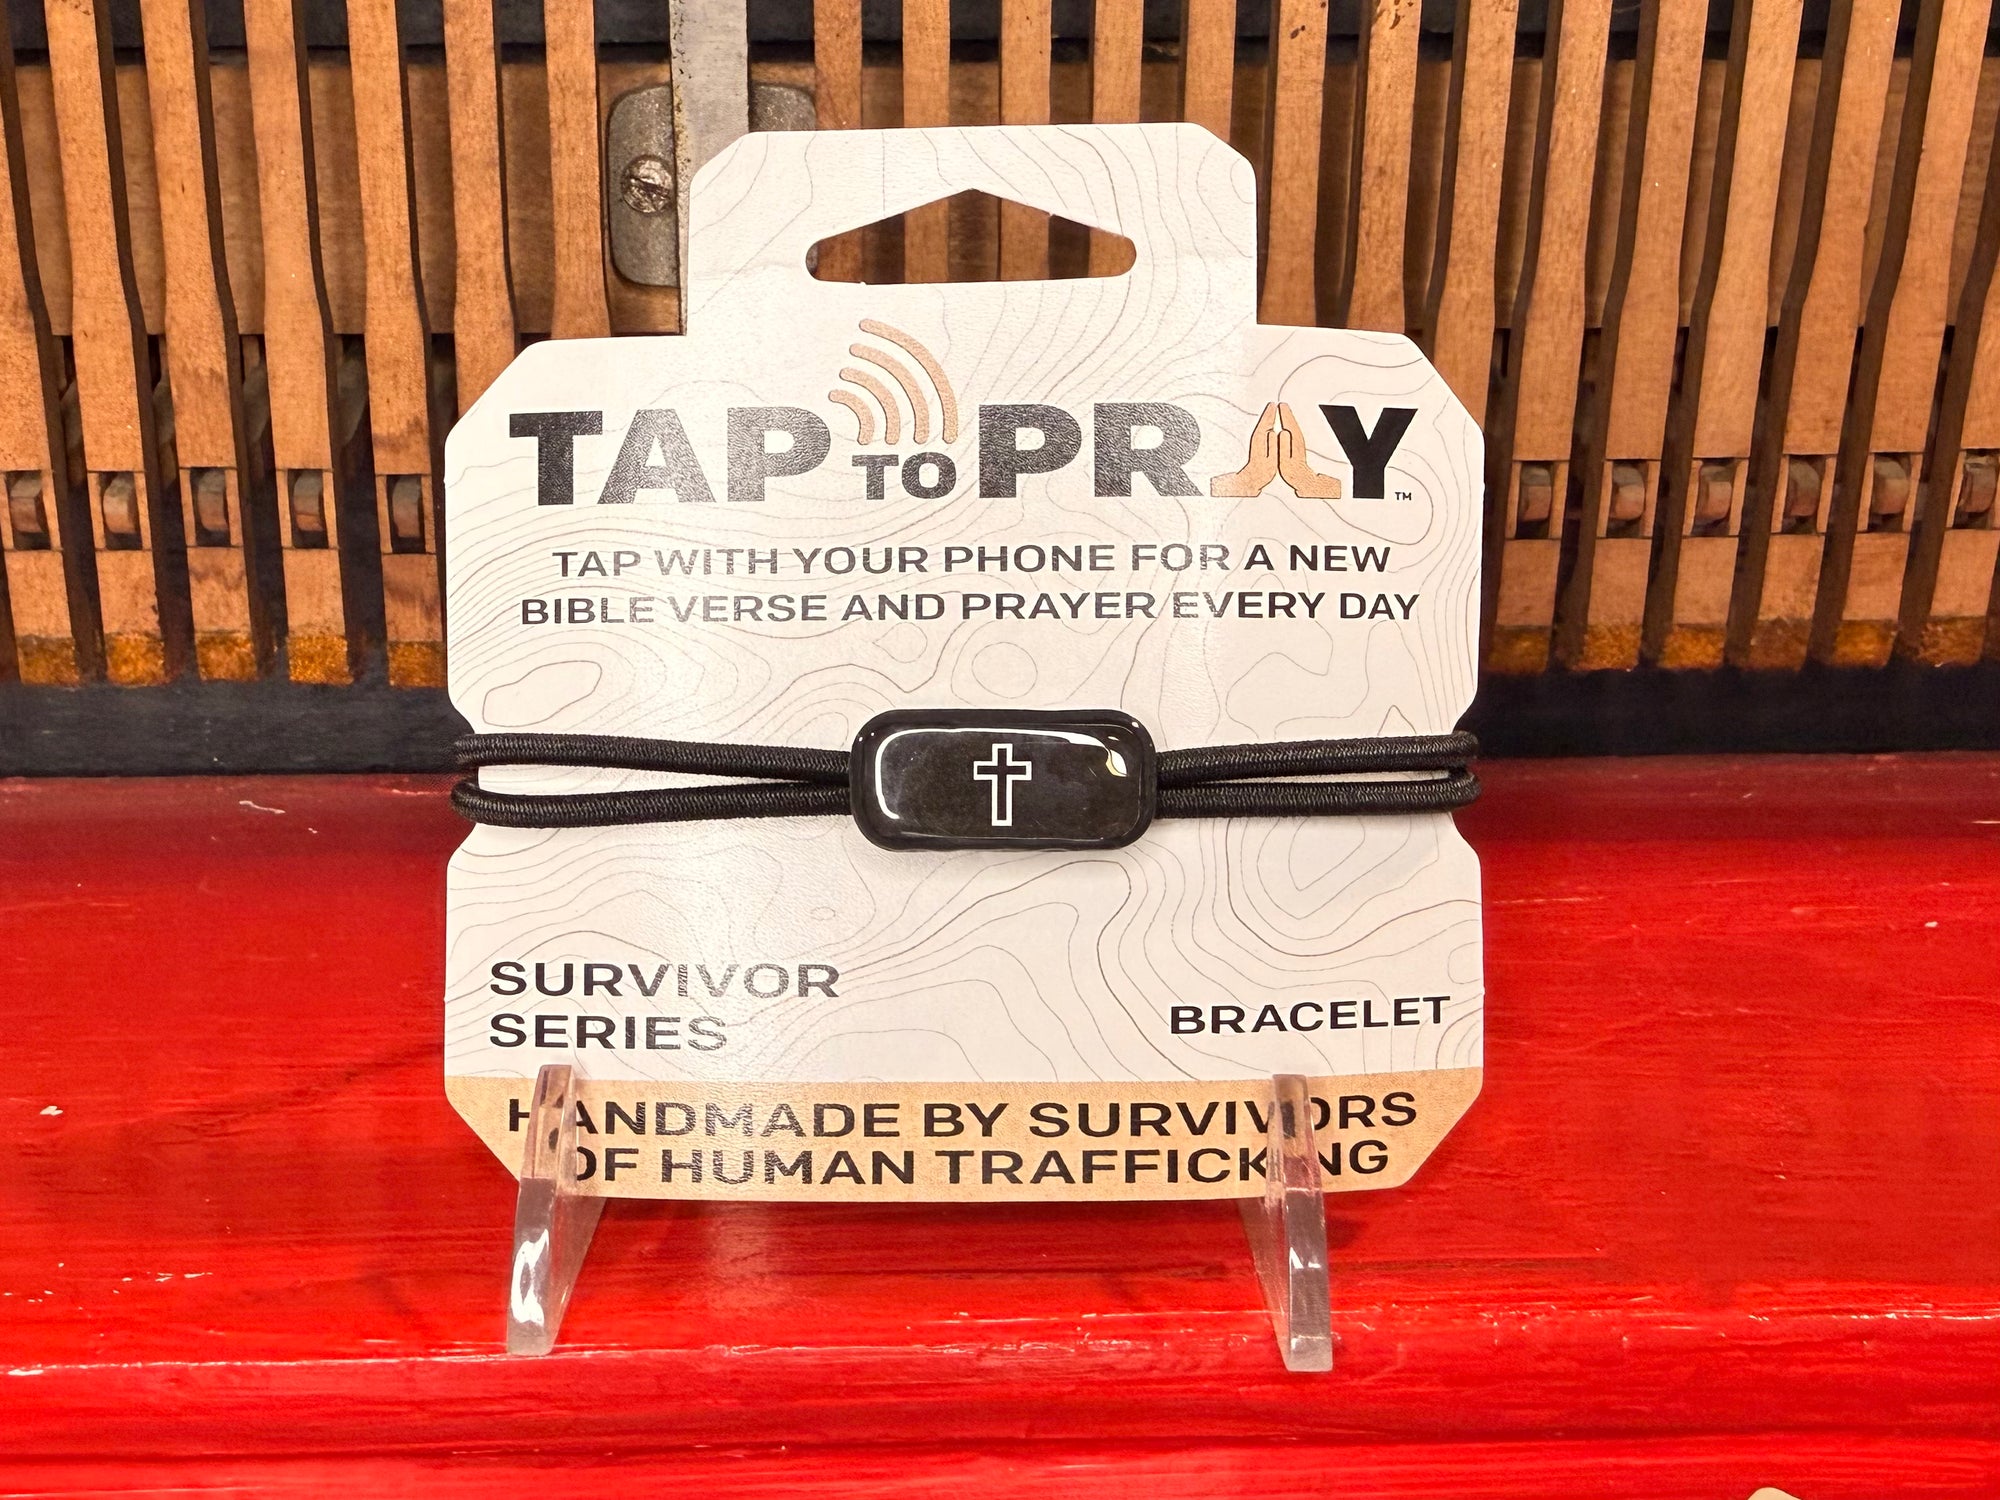 TAP TO PRAY™
TAP WITH YOUR PHONE FOR A NEW
BIBLE VERSE AND PRAYER EVERY DAY
SURVIVOR
SERIES
BRACELET
HANDMADE BY SURVIVORS
OF HUMAN TRAFFICKING